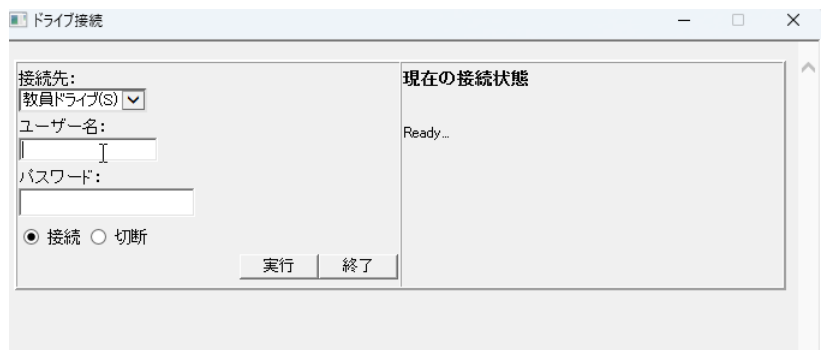 ドライブ接続
接続先:
教員ドライブ(S)
ユーザー名:
パスワード:
接続 切断
実行 終了
現在の接続状態
Ready...